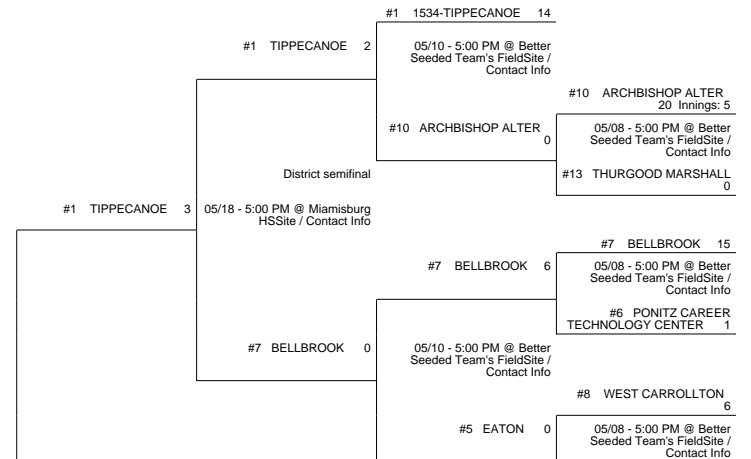 #1 1534-TIPPECANOE 14
#1 TIPPECANOE 2
05/10 - 5:00 PM @ Better
Seeded Team's FieldSite /
Contact Info
#10 ARCHBISHOP ALTER
20 Innings: 5
#10 ARCHBISHOP ALTER
0
05/08 - 5:00 PM @ Better
Seeded Team's FieldSite /
Contact Info
District semifinal
#13 THURGOOD MARSHALL
0
#1 TIPPECANOE 3
05/18 - 5:00 PM @ Miamisburg
HSSite / Contact Info
#7 BELLBROOK 15
#7 BELLBROOK 6
05/08 - 5:00 PM @ Better
Seeded Team's FieldSite /
Contact Info
#6 PONITZ CAREER
TECHNOLOGY CENTER 1
#7 BELLBROOK 0
05/10 - 5:00 PM @ Better
Seeded Team's FieldSite /
Contact Info
#8 WEST CARROLLTON
6
#5 EATON 0
05/08 - 5:00 PM @ Better
Seeded Team's FieldSite /
Contact Info